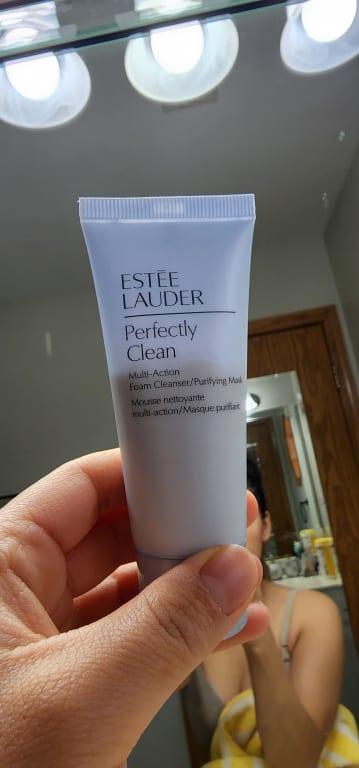 ESTĒE
LAUDER
Perfectly
Clean
Multi-Action
Foam Cleanser/Purifying Mask
Mousse nettoyante
multi-action/Masque purifiant